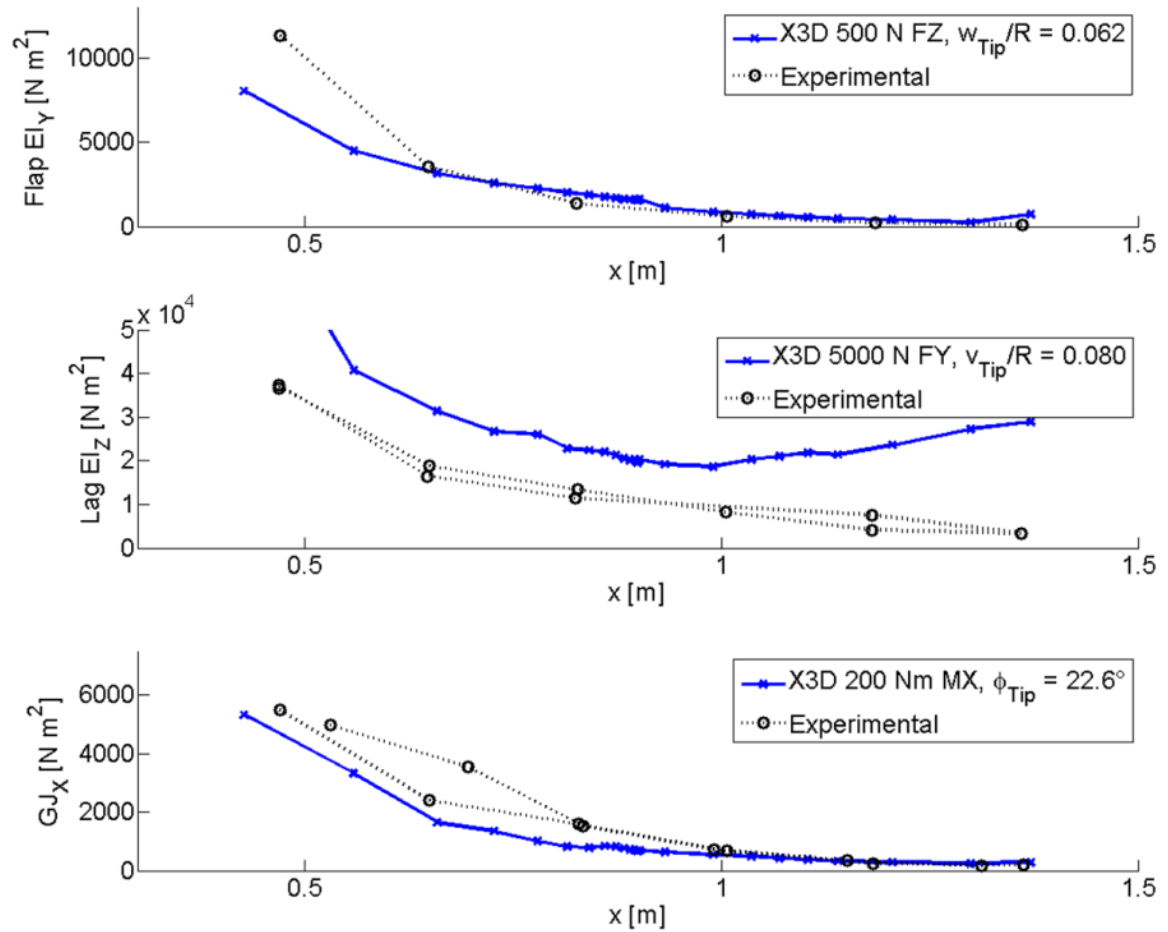 10000
5000
0
Flap EI_Y [N m^2]
X3D 500 N FZ, w_Tip/R = 0.062
Experimental
0.5
1
1.5
x [m]
x 10^4
5
4
3
2
1
0
Lag EI_Z [N m^2]
X3D 5000 N FY, v_Tip/R = 0.080
Experimental
0.5
1
1.5
x [m]
6000
4000
2000
0
GJ_X [N m^2]
X3D 200 Nm MX, ϕ_Tip = 22.6°
Experimental
0.5
1
1.5
x [m]